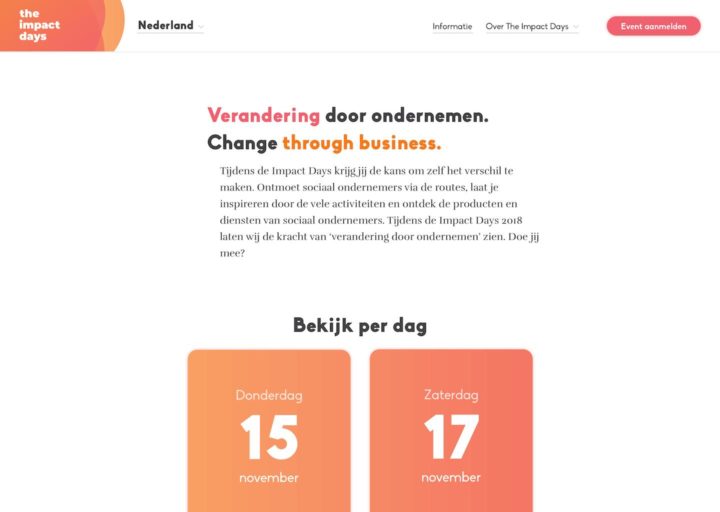 the
impact
days
Nederland
Informatie
Over The Impact Days
Event aanmelden
Verandering door ondernemen.
Change through business.
Tijdens de Impact Days krijg jij de kans om zelf het verschil te
maken. Ontmoet sociaal ondernemers via de routes, laat je
inspireren door de vele activiteiten en ontdek de producten en
diensten van sociaal ondernemers. Tijdens de Impact Days 2018
laten wij de kracht van ‘verandering door ondernemen’ zien. Doe jij
mee?
Bekijk per dag
Donderdag
15
november
Zaterdag
17
november